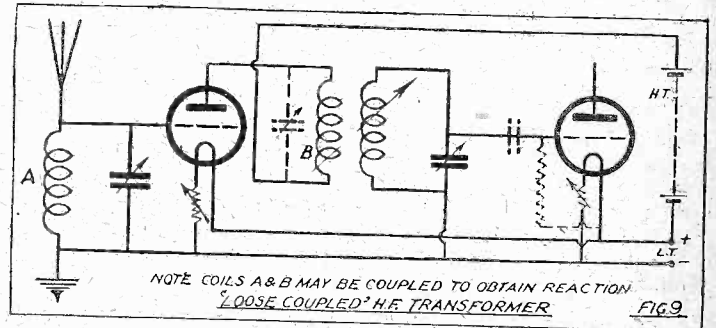 A
B
H.T.
+
L.T.
-
NOTE COILS A & B MAY BE COUPLED TO OBTAIN REACTION
"LOOSE COUPLED" H.F. TRANSFORMER
FIG 9